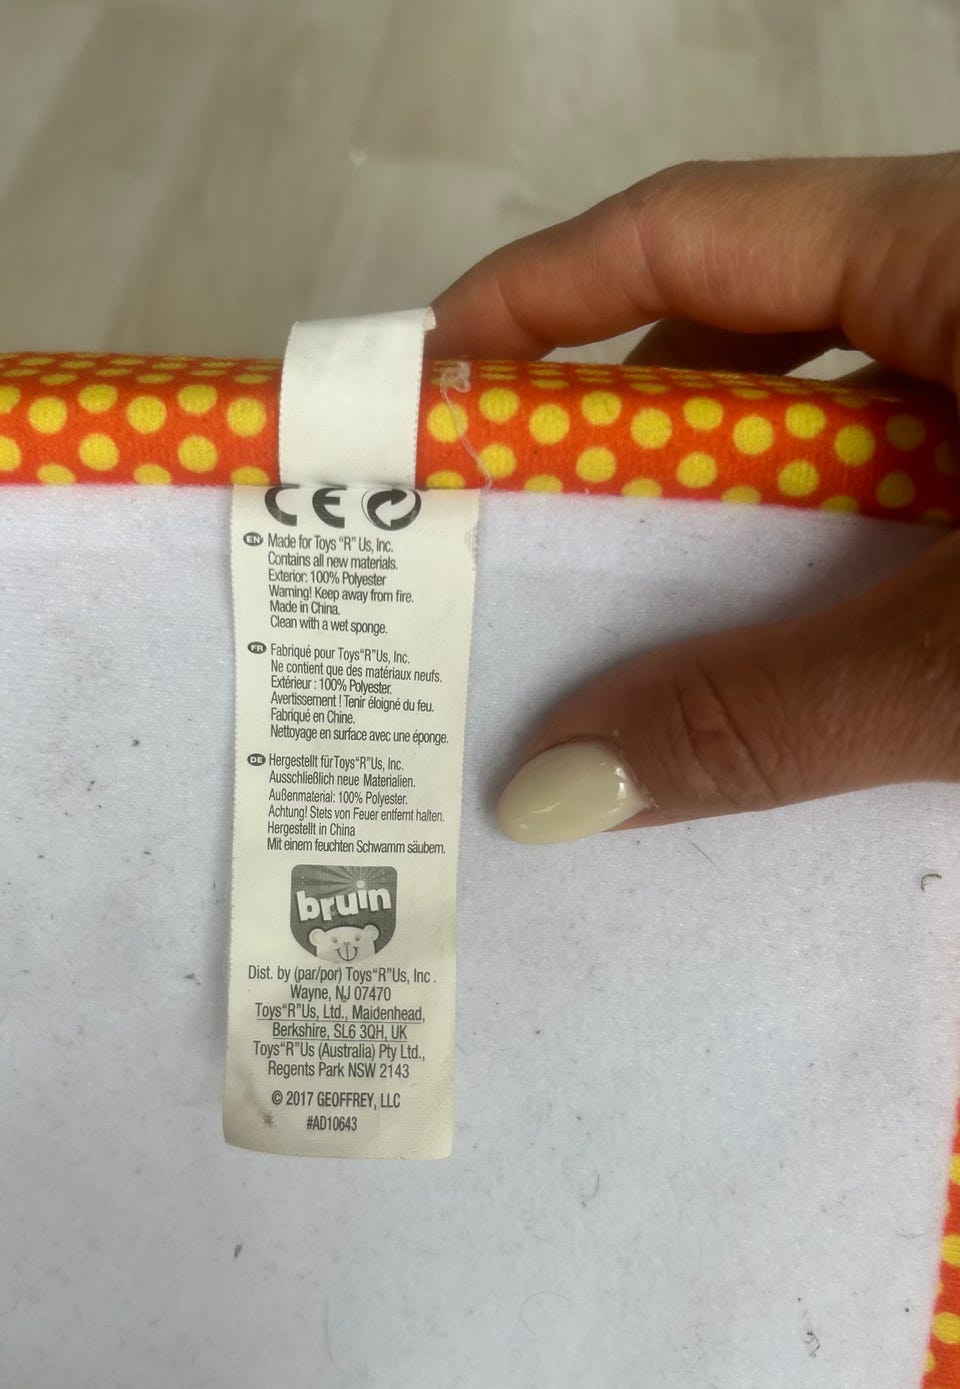 CE
EN Made for Toys "R" Us, Inc.
Contains all new materials.
Exterior: 100% Polyester
Warning! Keep away from fire.
Made in China.
Clean with a wet sponge.
FR Fabriqué pour Toys"R"Us, Inc.
Ne contient que des matériaux neufs.
Extérieur : 100% Polyester.
Avertissement ! Tenir éloigné du feu.
Fabriqué en Chine.
Nettoyage en surface avec une éponge.
DE Hergestellt fürToys"R"Us, Inc.
Ausschließlich neue Materialien.
Außenmaterial: 100% Polyester.
Achtung! Stets von Feuer entfernt halten.
Hergestellt in China
Mit einem feuchten Schwamm säubern.
bruin
Dist. by (par/por) Toys"R"Us, Inc .
Wayne, NJ 07470
Toys"R"Us, Ltd., Maidenhead,
Berkshire, SL6 3QH, UK
Toys"R"Us (Australia) Pty Ltd.,
Regents Park NSW 2143
© 2017 GEOFFREY, LLC
#AD10643